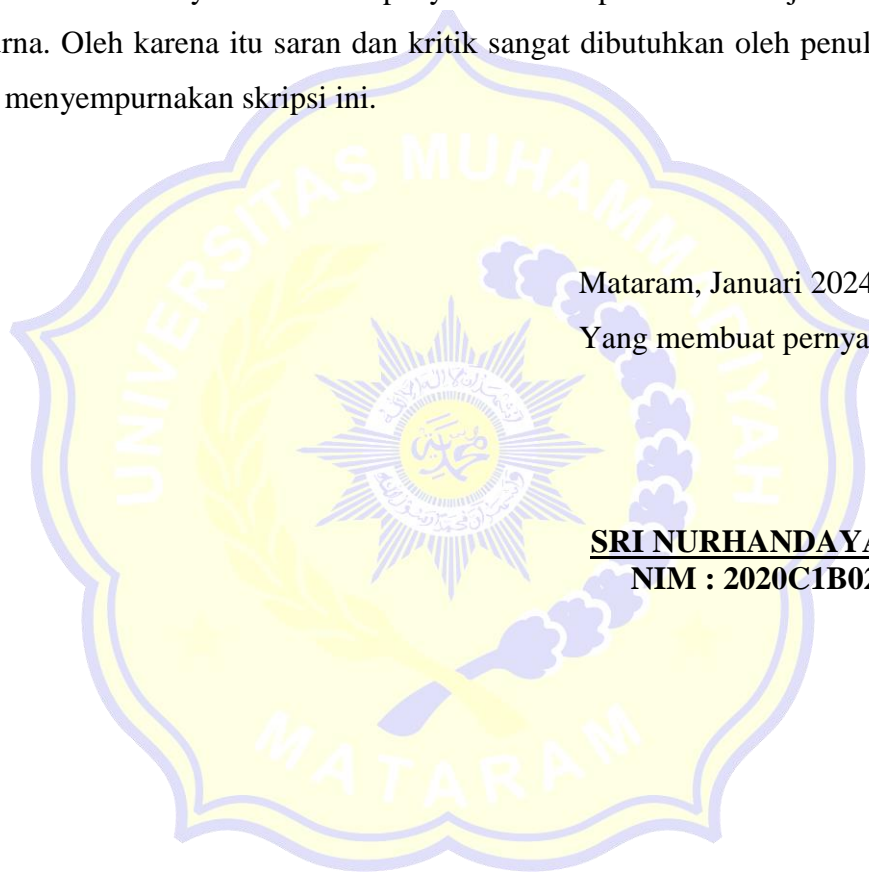 urna. Oleh karena itu saran dan kritik sangat dibutuhkan oleh penul
menyempurnakan skripsi ini.
UNIVERSITAS MUHAMMADIYAH
Mataram, Januari 2024
Yang membuat pernya
SRI NURHANDAYA
NIM : 2020C1B02
MATARAM